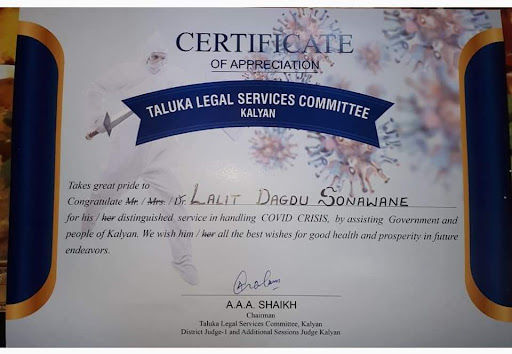 CERTIFICATE
OF APPRECIATION
TALUKA LEGAL SERVICES COMMITTEE
KALYAN
Takes great pride to
Congratulate Mr. / Mrs. / Dr. LALIT DAGDU SONAWANE
for his / her distinguished service in handling COVID CRISIS, by assisting Government and
people of Kalyan. We wish him / her all the best wishes for good health and prosperity in future
endeavors.
A.A.A. SHAIKH
Chairman
Taluka Legal Services Committee, Kalyan
District Judge-1 and Additional Sessions Judge Kalyan